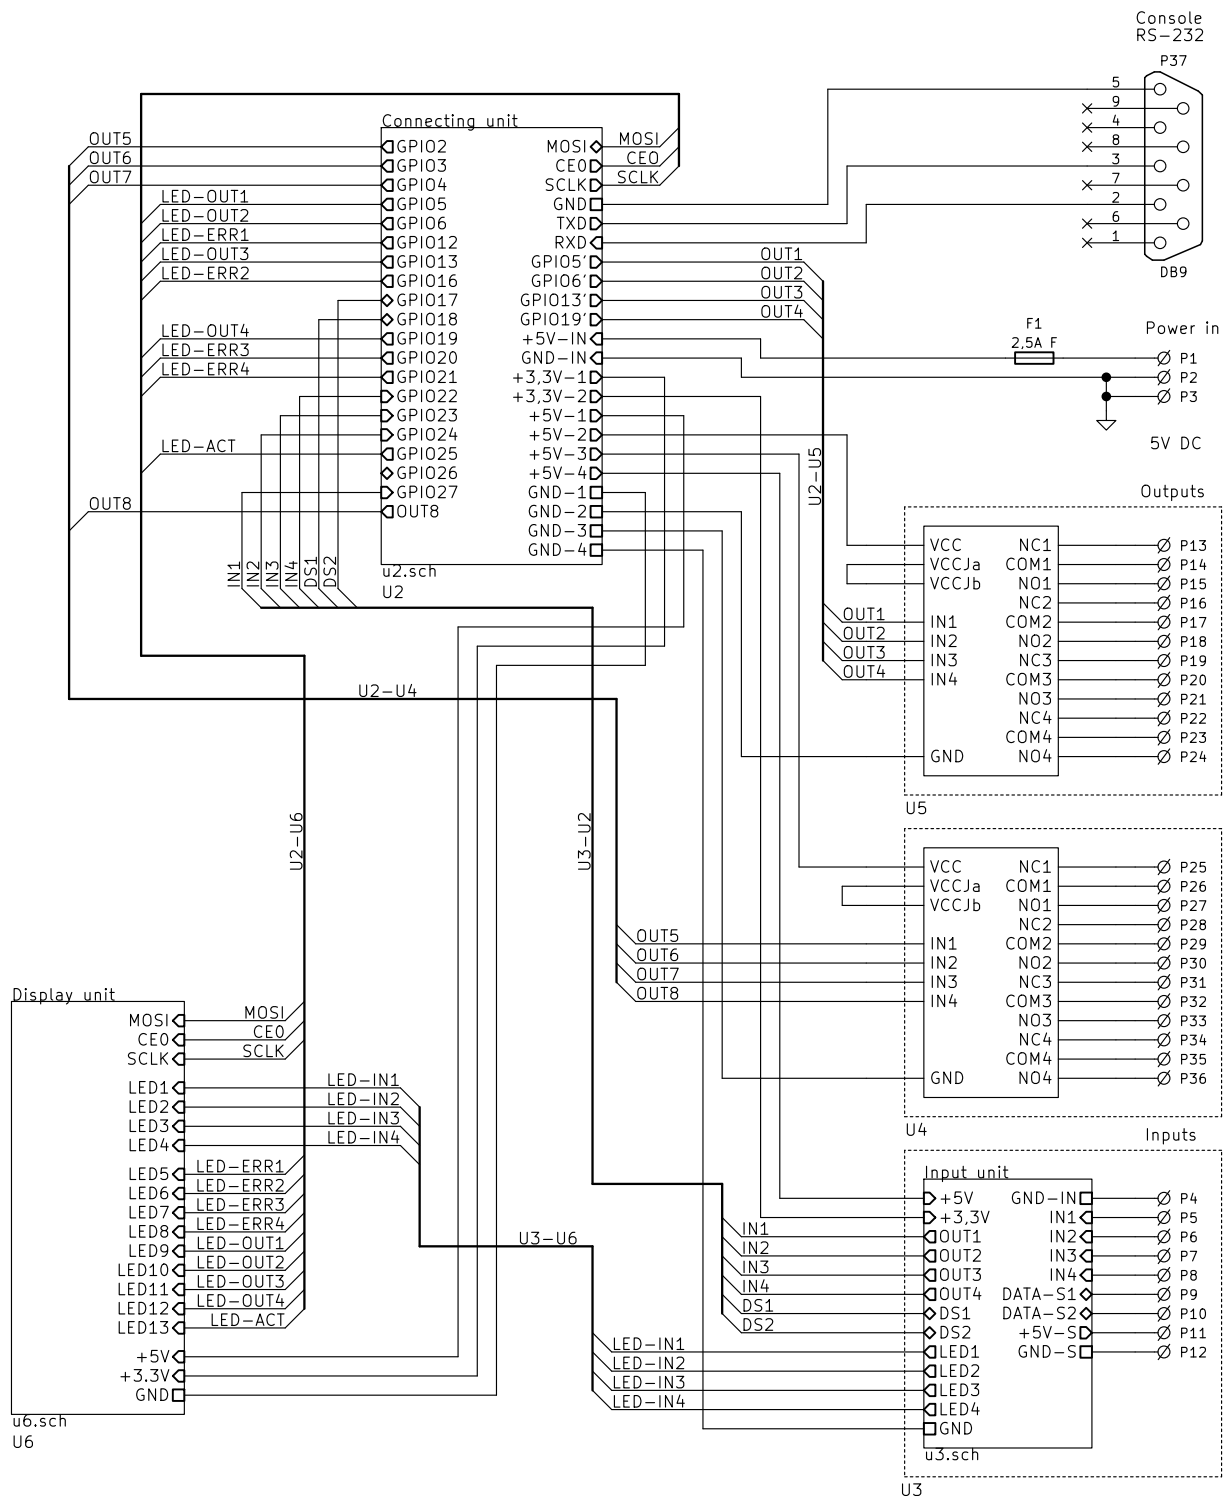 Console
RS-232
P37
5
9
4
8
3
7
2
6
1
DB9
Connecting unit
OUT5
OUT6
OUT7
LED-OUT1
LED-OUT2
LED-ERR1
LED-OUT3
LED-ERR2
LED-OUT4
LED-ERR3
LED-ERR4
LED-ACT
OUT8
GPIO2
GPIO3
GPIO4
GPIO5
GPIO6
GPIO12
GPIO13
GPIO16
GPIO17
GPIO18
GPIO19
GPIO20
GPIO21
GPIO22
GPIO23
GPIO24
GPIO25
GPIO26
GPIO27
OUT8
MOSI
CE0
SCLK
GND
TXD
RXD
GPIO5'
GPIO6'
GPIO13'
GPIO19'
+5V-IN
GND-IN
+3,3V-1
+3,3V-2
+5V-1
+5V-2
+5V-3
+5V-4
GND-1
GND-2
GND-3
GND-4
MOSI
CEO
SCLK
OUT1
OUT2
OUT3
OUT4
u2.sch
U2
IN1
IN2
IN3
IN4
DS1
DS2
F1
2,5A F
Power in
P1
P2
P3
5V DC
U2-U5
Outputs
VCC
VCCJa
VCCJb
IN1
IN2
IN3
IN4
GND
NC1
COM1
NO1
NC2
COM2
NO2
NC3
COM3
NO3
NC4
COM4
NO4
P13
P14
P15
P16
P17
P18
P19
P20
P21
P22
P23
P24
OUT1
OUT2
OUT3
OUT4
U5
U2-U4
U2-U6
U3-U2
VCC
VCCJa
VCCJb
IN1
IN2
IN3
IN4
GND
NC1
COM1
NO1
NC2
COM2
NO2
NC3
COM3
NO3
NC4
COM4
NO4
P25
P26
P27
P28
P29
P30
P31
P32
P33
P34
P35
P36
OUT5
OUT6
OUT7
OUT8
U4
Display unit
MOSI
CE0
SCLK
LED1
LED2
LED3
LED4
LED5
LED6
LED7
LED8
LED9
LED10
LED11
LED12
LED13
+5V
+3.3V
GND
MOSI
CE0
SCLK
LED-IN1
LED-IN2
LED-IN3
LED-IN4
LED-ERR1
LED-ERR2
LED-ERR3
LED-ERR4
LED-OUT1
LED-OUT2
LED-OUT3
LED-OUT4
LED-ACT
u6.sch
U6
U3-U6
Inputs
Input unit
IN1
IN2
IN3
IN4
DS1
DS2
LED-IN1
LED-IN2
LED-IN3
LED-IN4
+5V
+3,3V
OUT1
OUT2
OUT3
OUT4
DS1
DS2
LED1
LED2
LED3
LED4
GND
GND-IN
IN1
IN2
IN3
IN4
DATA-S1
DATA-S2
+5V-S
GND-S
P4
P5
P6
P7
P8
P9
P10
P11
P12
u3.sch
U3